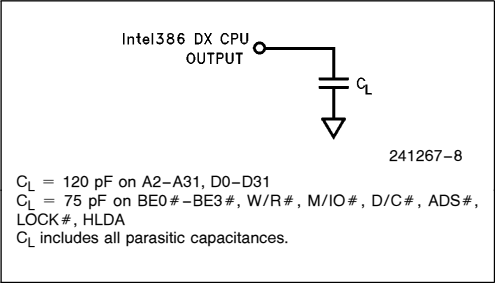 Intel386 DX CPU
OUTPUT
CL
241267-8
CL = 120 pF on A2–A31, D0–D31
CL = 75 pF on BE0#–BE3#, W/R#, M/IO#, D/C#, ADS#,
LOCK#, HLDA
CL includes all parasitic capacitances.